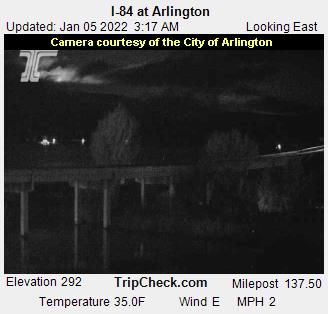 I-84 at Arlington
Updated: Jan 05 2022 3:17 AM Looking East
Camera courtesy of the City of Arlington
Elevation 292 TripCheck.com Milepost 137.50
Temperature 35.0F Wind E MPH 2